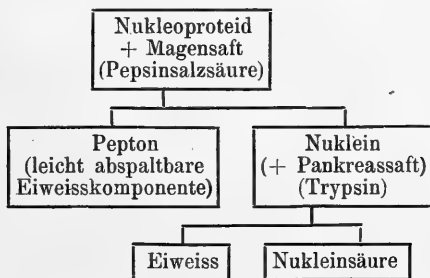 Nukleoproteid
+ Magensaft
(Pepsinsalzsäure)
Pepton
(leicht abspaltbare
Eiweisskomponente)
Nuklein
(+ Pankreassaft)
(Trypsin)
Eiweiss
Nukleinsäure